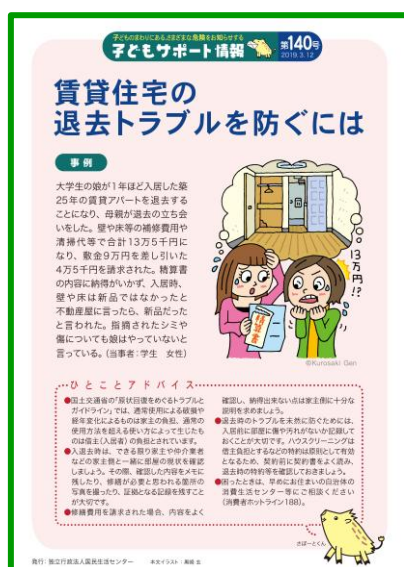 子どものまわりにある、さまざまな危険をお知らせする
子どもサポート情報
第140号
2019.3.12
賃貸住宅の
退去トラブルを防ぐには
事例
大学生の娘が1年ほど入居した築
25年の賃貸アパートを退去する
ことになり、母親が退去の立ち会
いをした。壁や床等の補修費用や
清掃代等で合計13万5千円に
なり、敷金9万円を差し引いた
4万5千円を請求された。精算書
の内容に納得がいかず、入居時、
壁や床は新品ではなかったと
不動産屋に言ったら、新品だった
と言われた。指摘されたシミや
傷についても娘はやっていないと
言っている。(当事者:学生 女性)
13万円!?
精算書
©Kurosaki Gen
ひとことアドバイス
●国土交通省の「原状回復をめぐるトラブルと
ガイドライン」では、通常使用による破損や
経年変化によるものは家主の負担、通常の
使用方法を超える使い方によって生じたも
のは借主(入居者)の負担とされています。
●入退去時は、できる限り家主や仲介業者
などの家主側と一緒に部屋の現状を確認
しましょう。その際、確認した内容をメモに
残したり、修繕が必要と思われる箇所の
写真を撮ったり、証拠となる記録を残すこと
が大切です。
●修繕費用を請求された場合、内容をよく
確認し、納得出来ない点は家主側に十分な
説明を求めましょう。
●退去時のトラブルを未然に防ぐためには、
入居前に部屋に傷や汚れがないか記録して
おくことが大切です。ハウスクリーニングは
借主負担とするなどの特約は原則として有効
となるため、契約前に契約書をよく読み、
退去時の特約等を確認しておきましょう。
●困ったときは、早めにお住まいの自治体の
消費生活センター等にご相談ください
(消費者ホットライン188)。
さぽーとくん
発行:独立行政法人国民生活センター 本文イラスト:黒崎 玄